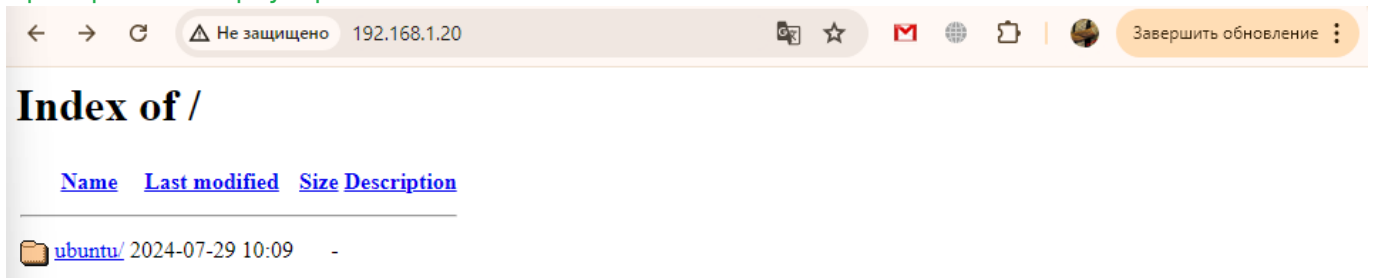 Не защищено 192.168.1.20 Завершить обновление
Index of /
Name Last modified Size Description
ubuntu/ 2024-07-29 10:09 -